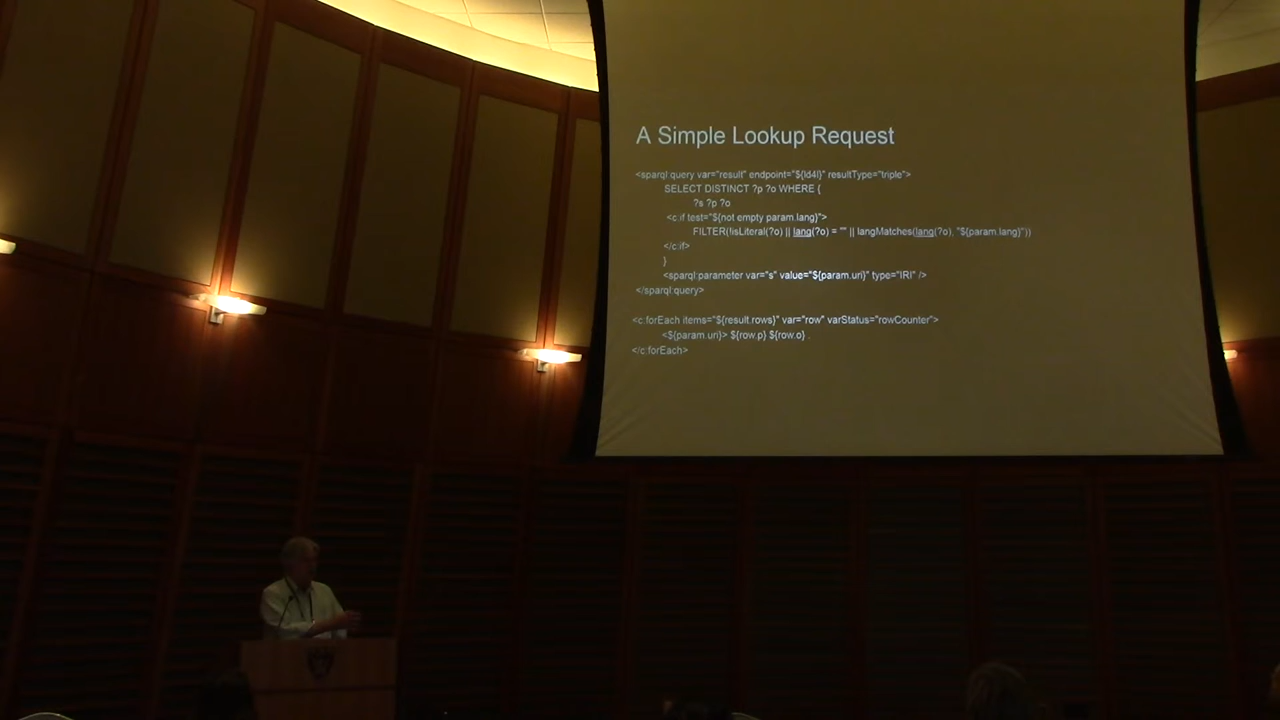 A Simple Lookup Request
<sparql:query var="result" endpoint="${ld4l}" resultType="triple">
SELECT DISTINCT ?p ?o WHERE {
?s ?p ?o
<c:if test="${not empty param.lang}">
FILTER(!isLiteral(?o) || lang(?o) = "" || langMatches(lang(?o), "${param.lang}"))
</c:if>
}
<sparql:parameter var="s" value="${param.uri}" type="IRI" />
</sparql:query>
<c:forEach items="${result.rows}" var="row" varStatus="rowCounter">
<${param.uri}> ${row.p} ${row.o} .
</c:forEach>